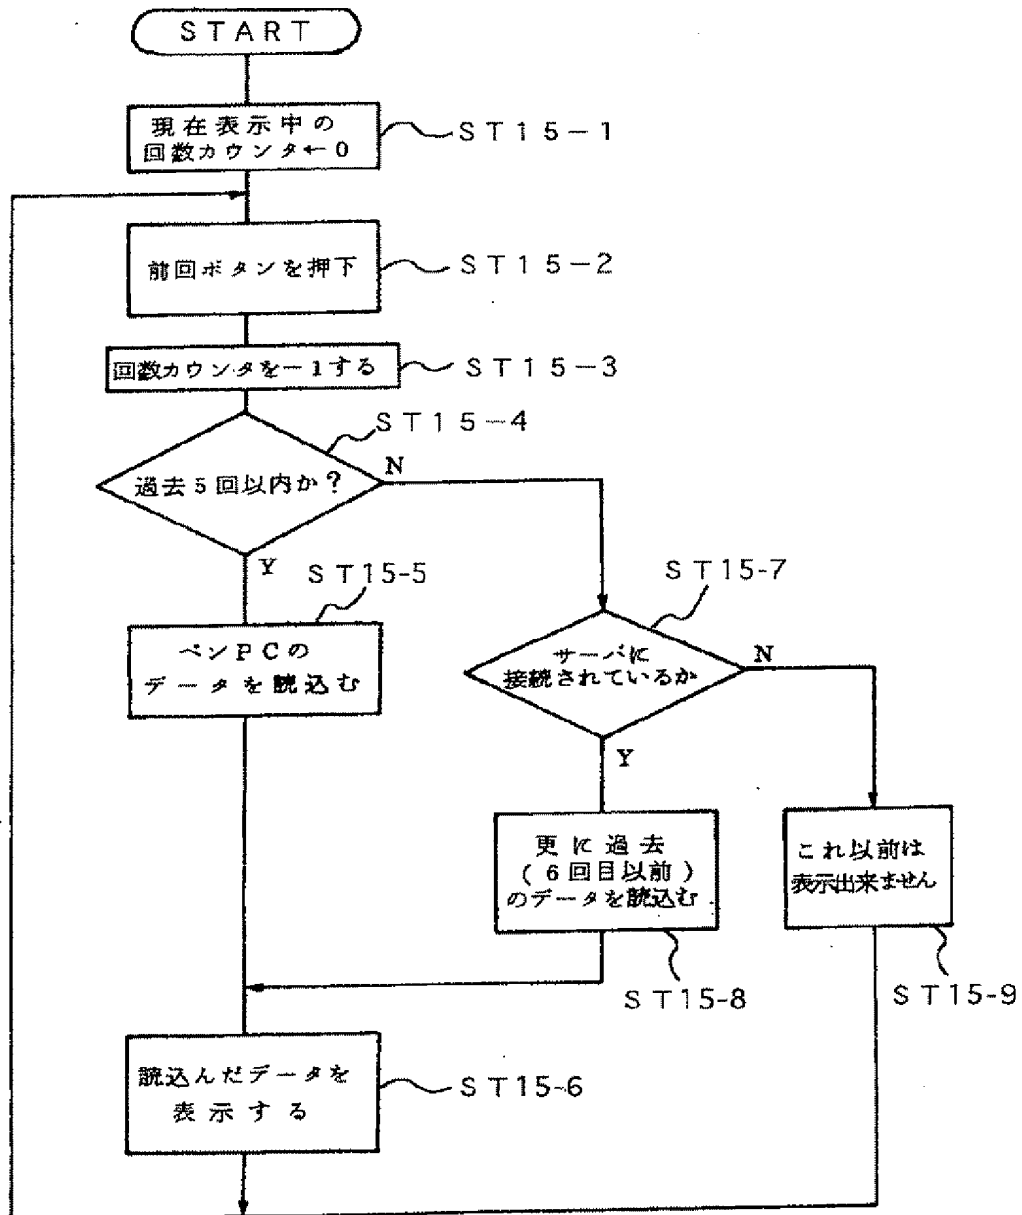 START
現在表示中の
回数カウンタ←0
ST15-1
前回ボタンを押下
ST15-2
回数カウンタを-1する
ST15-3
ST15-4
過去5回以内か?
N
Y
ST15-5
ペンPCの
データを読込む
ST15-7
サーバに
接続されているか
N
Y
更に過去
(6回目以前)
のデータを読込む
ST15-8
これ以前は
表示出来ません
ST15-9
読込んだデータを
表示する
ST15-6